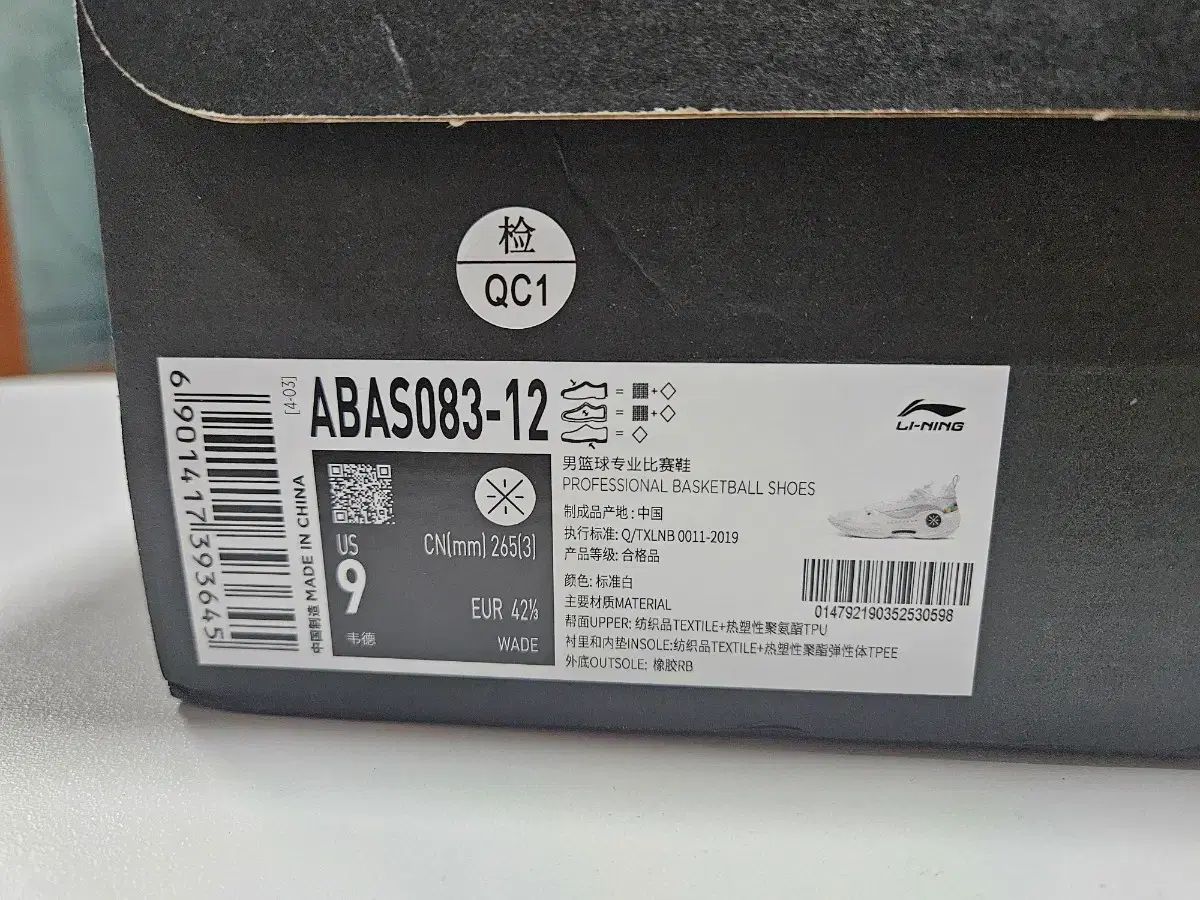 检
QC1
6 901417 393645
[4-03]
中国制造 MADE IN CHINA
ABAS083-12
US
9
韦德
CN(mm) 265(3)
EUR 42⅔
WADE
= +
= +
=
男篮球专业比赛鞋
PROFESSIONAL BASKETBALL SHOES
制成品产地: 中国
执行标准: Q/TXLNB 0011-2019
产品等级: 合格品
颜色: 标准白
主要材质MATERIAL
帮面UPPER: 纺织品TEXTILE+热塑性聚氨酯TPU
衬里和内垫INSOLE:纺织品TEXTILE+热塑性聚酯弹性体TPEE
外底OUTSOLE: 橡胶RB
LI-NING
014792190352530598